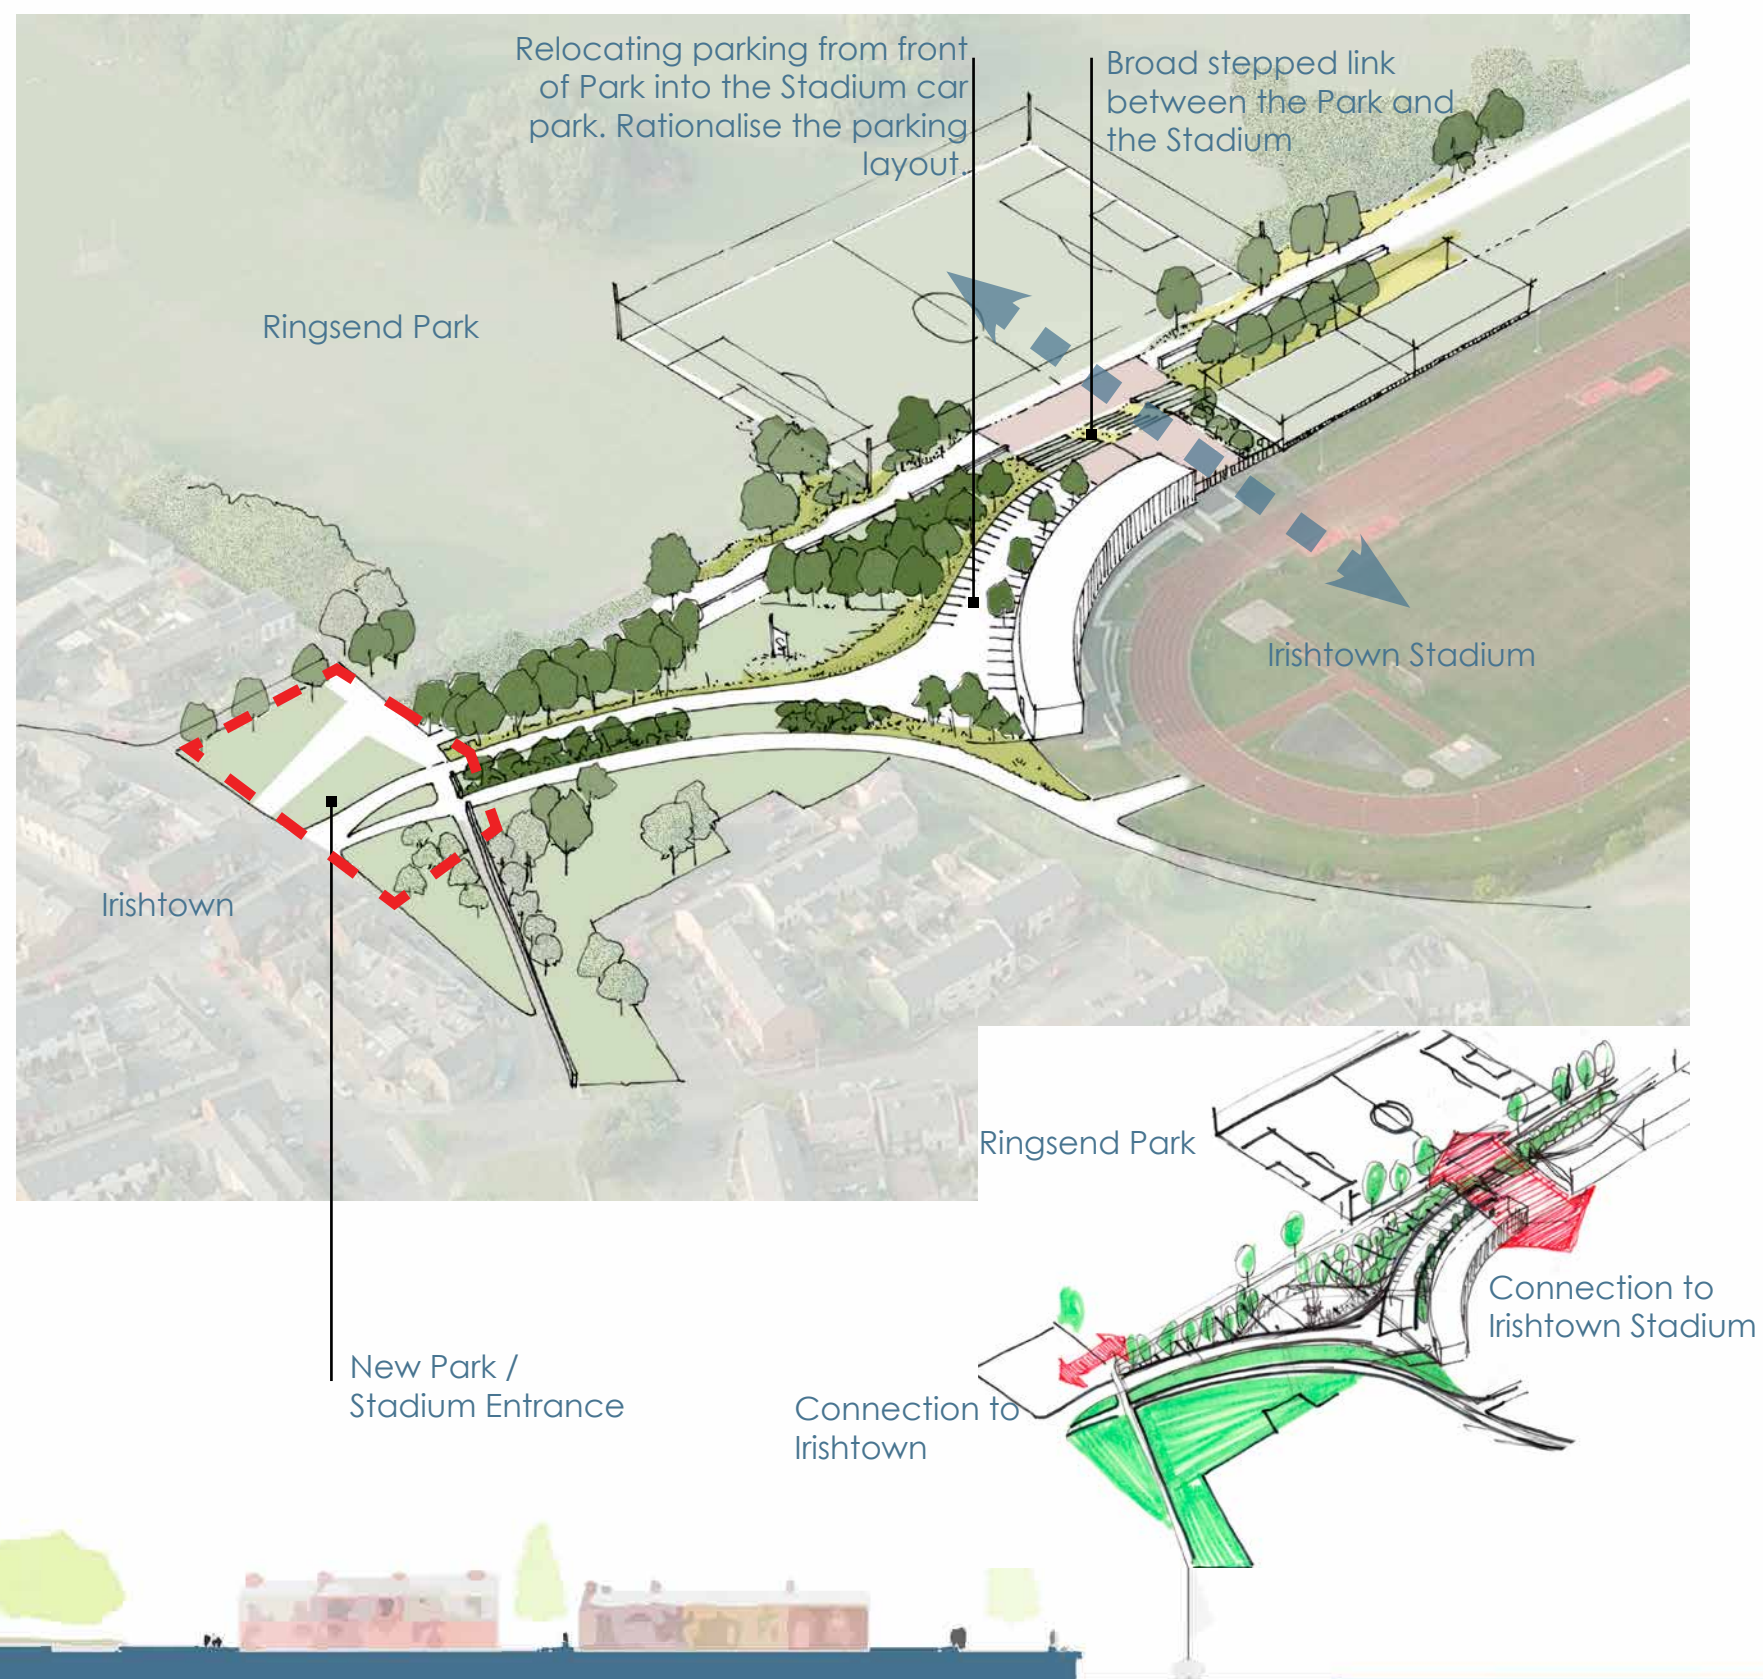 Relocating parking from front
of Park into the Stadium car
park. Rationalise the parking
layout.
Broad stepped link
between the Park and
the Stadium
Ringsend Park
Irishtown Stadium
Irishtown
Ringsend Park
Connection to
Irishtown Stadium
New Park /
Stadium Entrance
Connection to
Irishtown